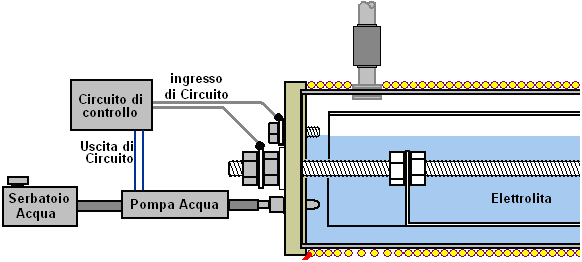 ingresso
di Circuito
Circuito di
controllo
Uscita di
Circuito
Serbatoio
Acqua
Pompa Acqua
Elettrolita